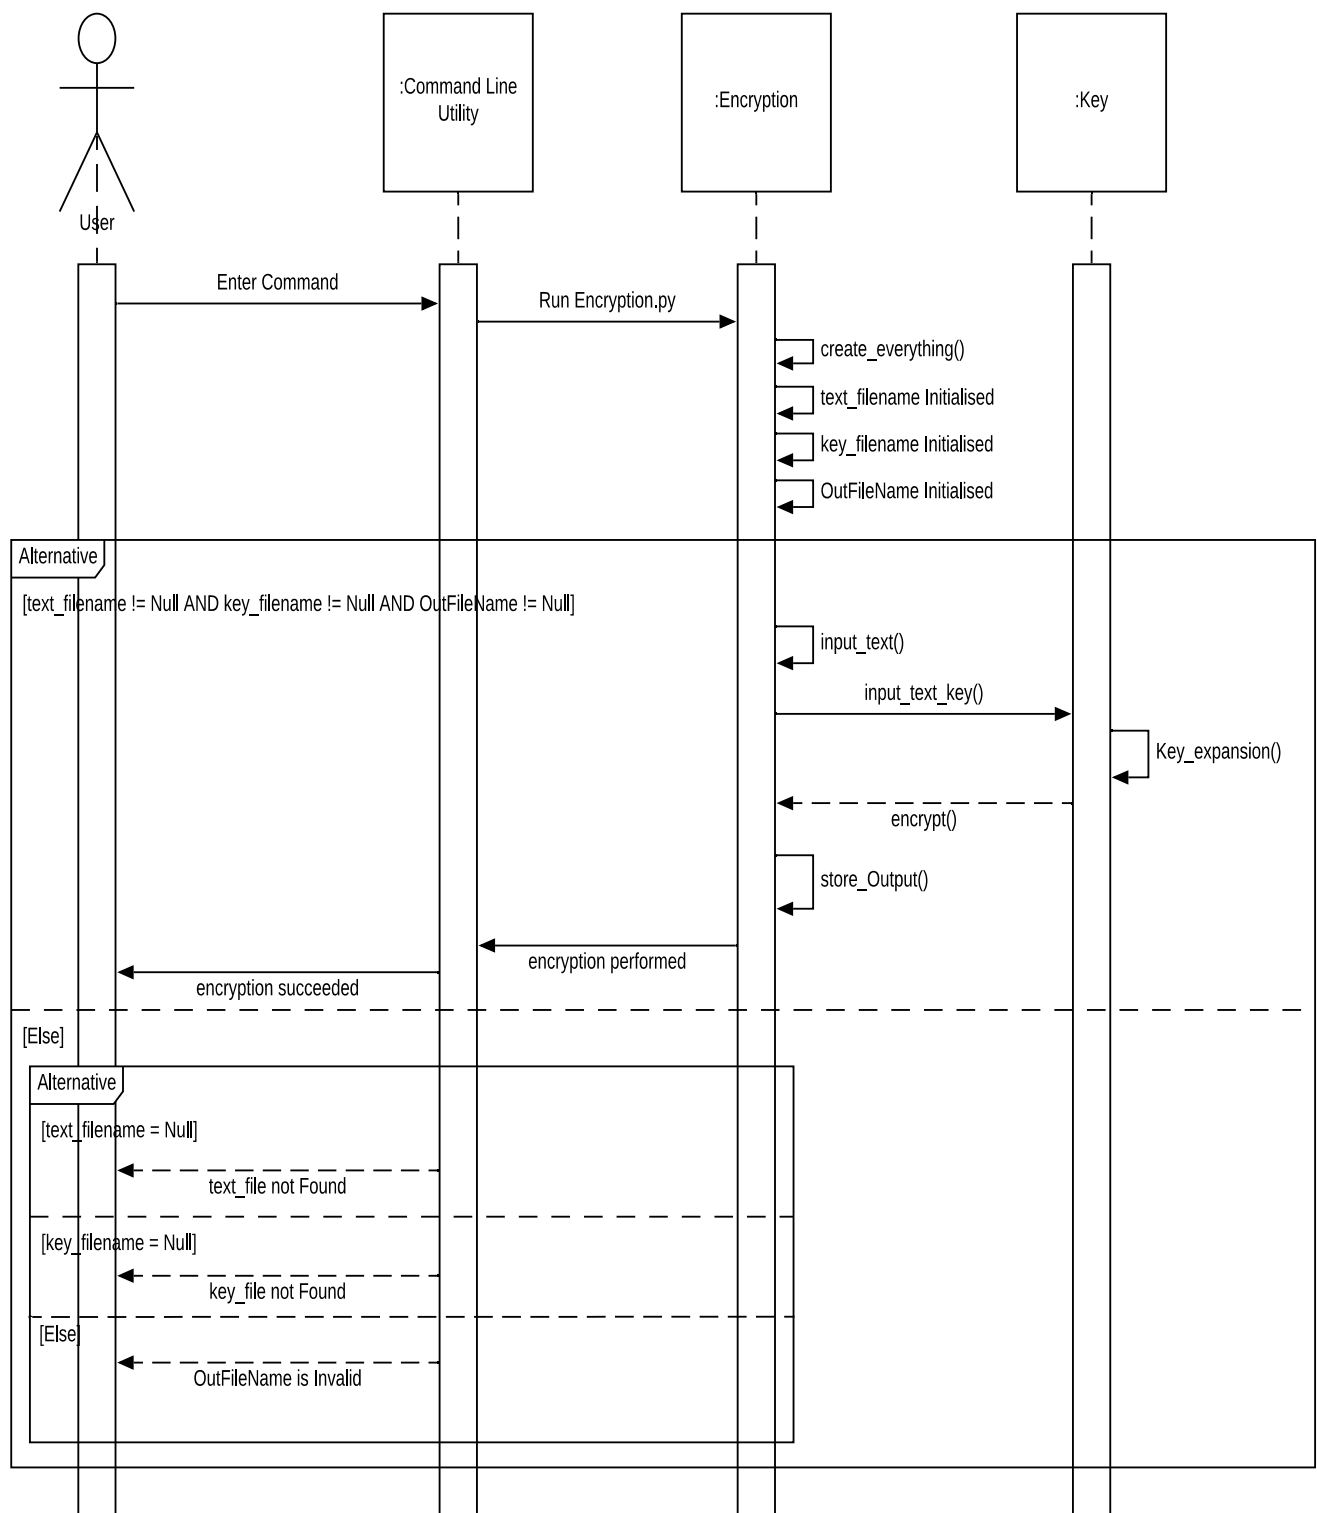 :Command Line
Utility
:Encryption
:Key
User
Enter Command
Run Encryption.py
create_everything()
text_filename Initialised
key_filename Initialised
OutFileName Initialised
Alternative
[text_filename != Null AND key_filename != Null AND OutFileName != Null]
input_text()
input_text_key()
Key_expansion()
encrypt()
store_Output()
encryption performed
encryption succeeded
[Else]
Alternative
[text_filename = Null]
text_file not Found
[key_filename = Null]
key_file not Found
[Else]
OutFileName is Invalid